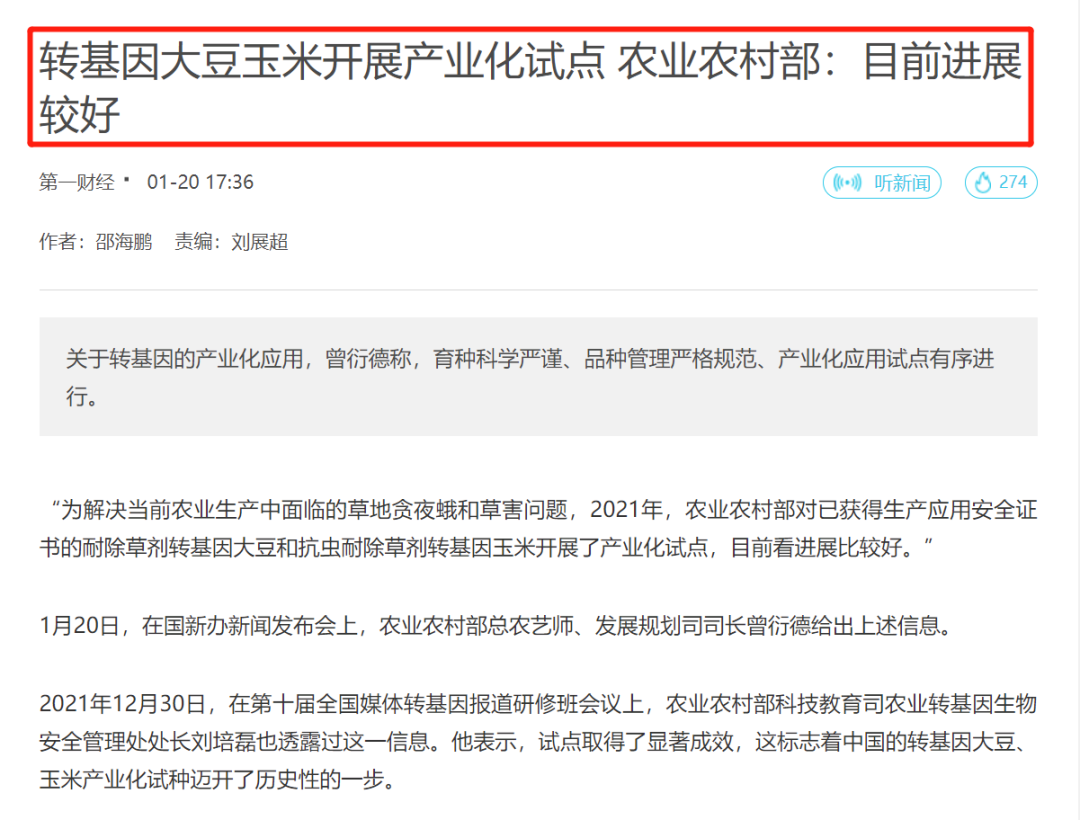 转基因大豆玉米开展产业化试点 农业农村部：目前进展
较好
第一财经· 01-20 17:36
听新闻
274
作者：邵海鹏 责编：刘展超
关于转基因的产业化应用，曾衍德称，育种科学严谨、品种管理严格规范、产业化应用试点有序进
行。
“为解决当前农业生产中面临的草地贪夜蛾和草害问题，2021年，农业农村部对已获得生产应用安全证
书的耐除草剂转基因大豆和抗虫耐除草剂转基因玉米开展了产业化试点，目前看进展比较好。”
1月20日，在国新办新闻发布会上，农业农村部总农艺师、发展规划司司长曾衍德给出上述信息。
2021年12月30日，在第十届全国媒体转基因报道研修班会议上，农业农村部科技教育司农业转基因生物
安全管理处处长刘培磊也透露过这一信息。他表示，试点取得了显著成效，这标志着中国的转基因大豆、
玉米产业化试种迈开了历史性的一步。